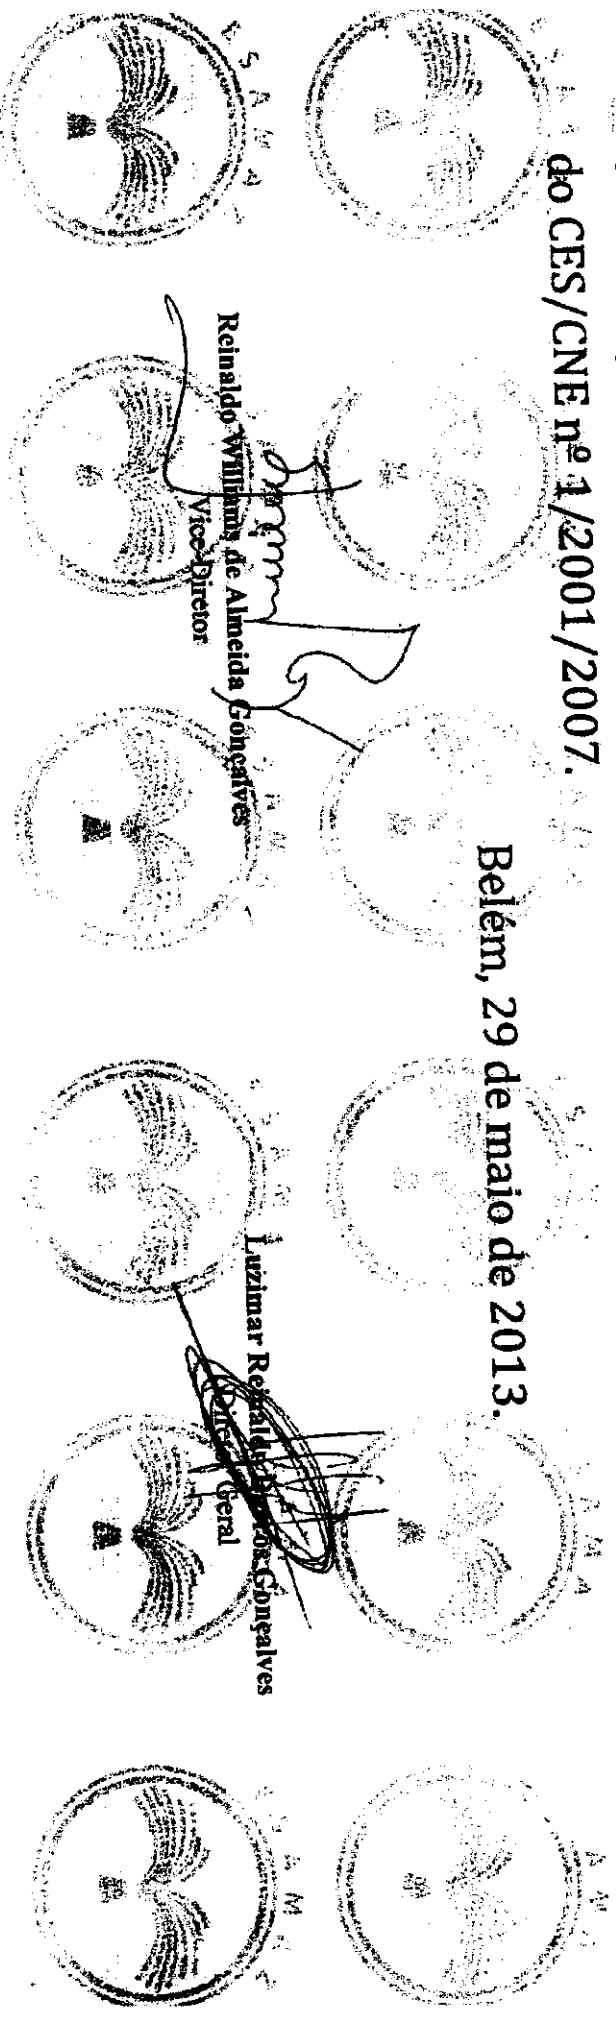 do CES/CNE nº 1/2001/2007.
Belém, 29 de maio de 2013.
Reinaldo Willians de Almeida Gonçalves
Vice-Diretor
Luzimar Gonçalves
Geral